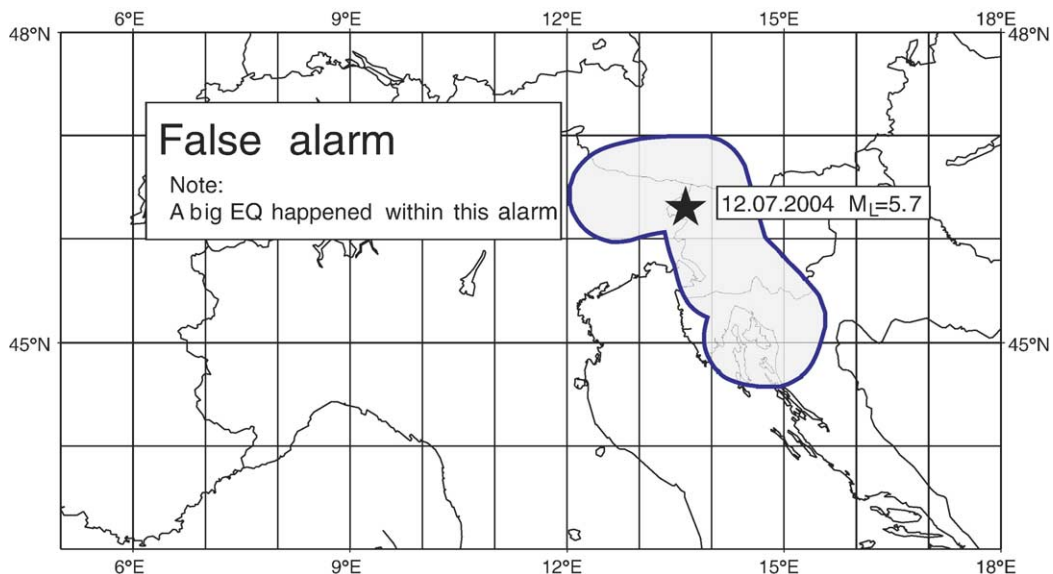 6°E 9°E 12°E 15°E 18°E
48°N 48°N
False alarm
Note:
A big EQ happened within this alarm
12.07.2004 ML=5.7
45°N 45°N
6°E 9°E 12°E 15°E 18°E